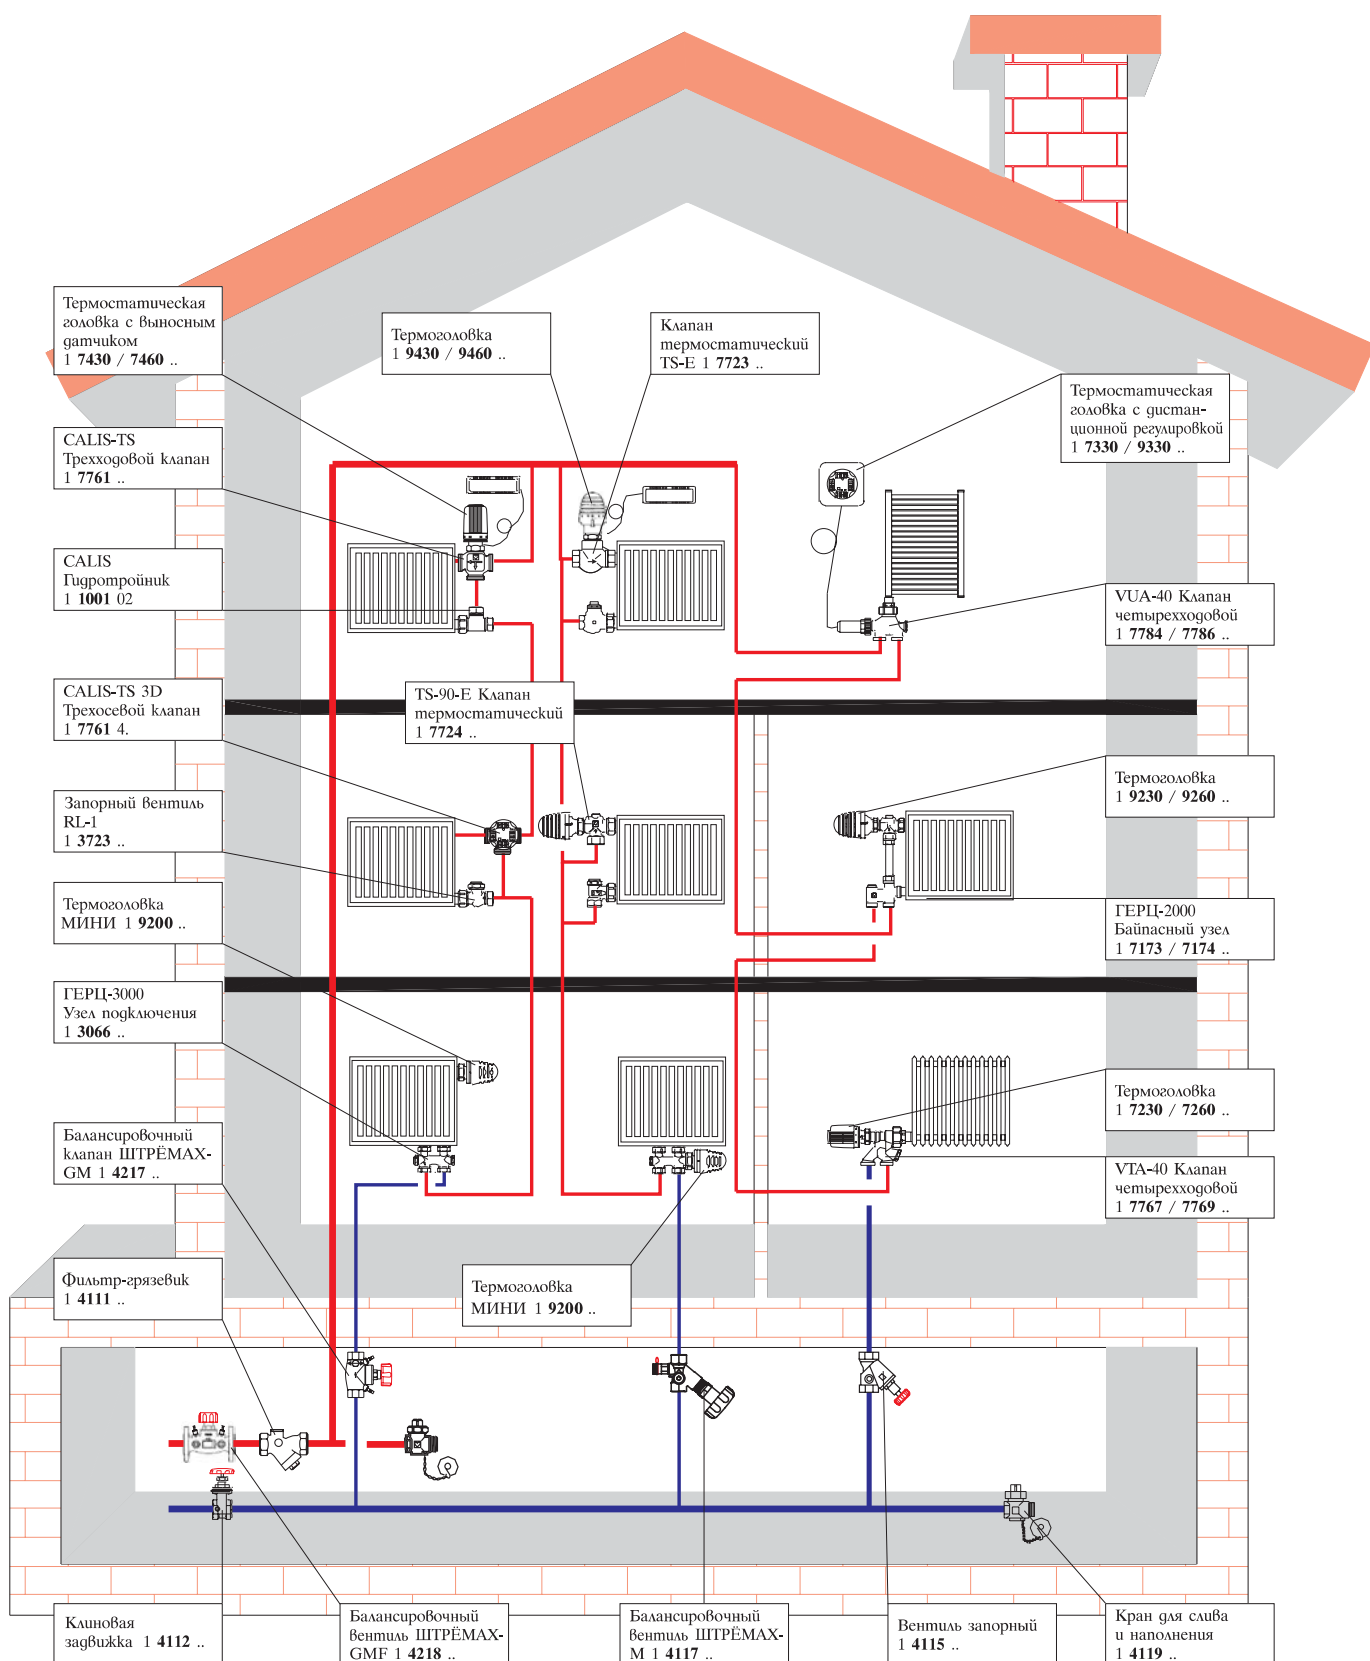 Термостатическая
головка с выносным
датчиком
1 7430 / 7460 ..
Термоголовка
1 9430 / 9460 ..
Клапан
термостатический
TS-E 1 7723 ..
Термостатическая
головка с дистан-
ционной регулировкой
1 7330 / 9330 ..
CALIS-TS
Трехходовой клапан
1 7761 ..
CALIS
Гидротройник
1 1001 02
VUA-40 Клапан
четырехходовой
1 7784 / 7786 ..
CALIS-TS 3D
Трехосевой клапан
1 7761 4.
TS-90-E Клапан
термостатический
1 7724 ..
Термоголовка
1 9230 / 9260 ..
Запорный вентиль
RL-1
1 3723 ..
Термоголовка
МИНИ 1 9200 ..
ГЕРЦ-2000
Байпасный узел
1 7173 / 7174 ..
ГЕРЦ-3000
Узел подключения
1 3066 ..
Термоголовка
1 7230 / 7260 ..
Балансировочный
клапан ШТРЁМАХ-
GM 1 4217 ..
VTA-40 Клапан
четырехходовой
1 7767 / 7769 ..
Фильтр-грязевик
1 4111 ..
Термоголовка
МИНИ 1 9200 ..
Клиновая
задвижка 1 4112 ..
Балансировочный
вентиль ШТРЁМАХ-
GMF 1 4218 ..
Балансировочный
вентиль ШТРЁМАХ-
M 1 4117 ..
Вентиль запорный
1 4115 ..
Кран для слива
и наполнения
1 4119 ..